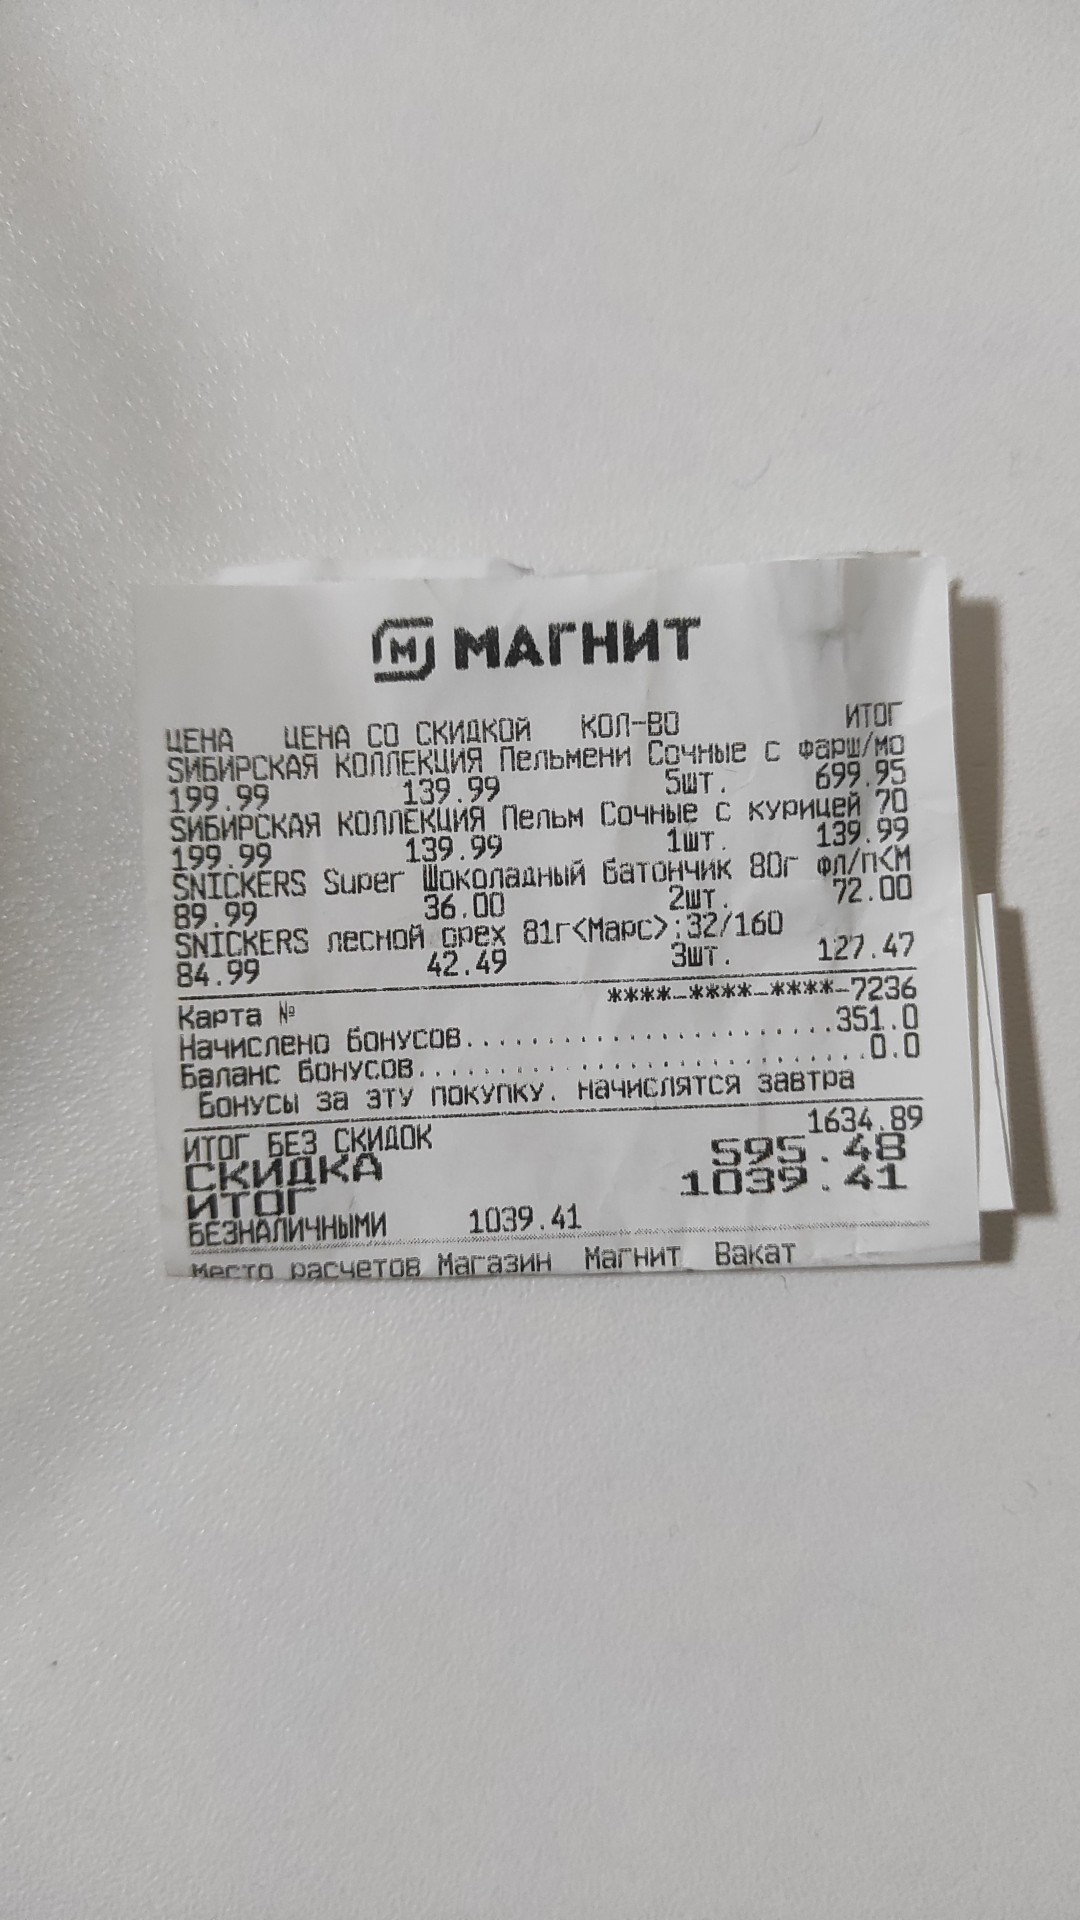 МАГНИТ
ЦЕНА ЦЕНА СО СКИДКОЙ КОЛ-ВО ИТОГ
SИБИРСКАЯ КОЛЛЕКЦИЯ Пельмени Сочные с фарш/мо
199.99 139.99 5шт. 699.95
SИБИРСКАЯ КОЛЛЕКЦИЯ Пельм Сочные с курицей 70
199.99 139.99 1шт. 139.99
SNICKERS Super Шоколадный батончик 80г фл/пКМ
89.99 36.00 2шт. 72.00
SNICKERS лесной орех 81г<Марс>:32/160
84.99 42.49 3шт. 127.47
Карта № ****-****-****-7236
Начислено бонусов..................351.0
Баланс бонусов.......................0.0
Бонусы за эту покупку. начислятся завтра
ИТОГ БЕЗ СКИДОК 1634.89
СКИДКА 595.48
ИТОГ 1039.41
БЕЗНАЛИЧНЫМИ 1039.41
Место расчетов Магазин Магнит Вакат